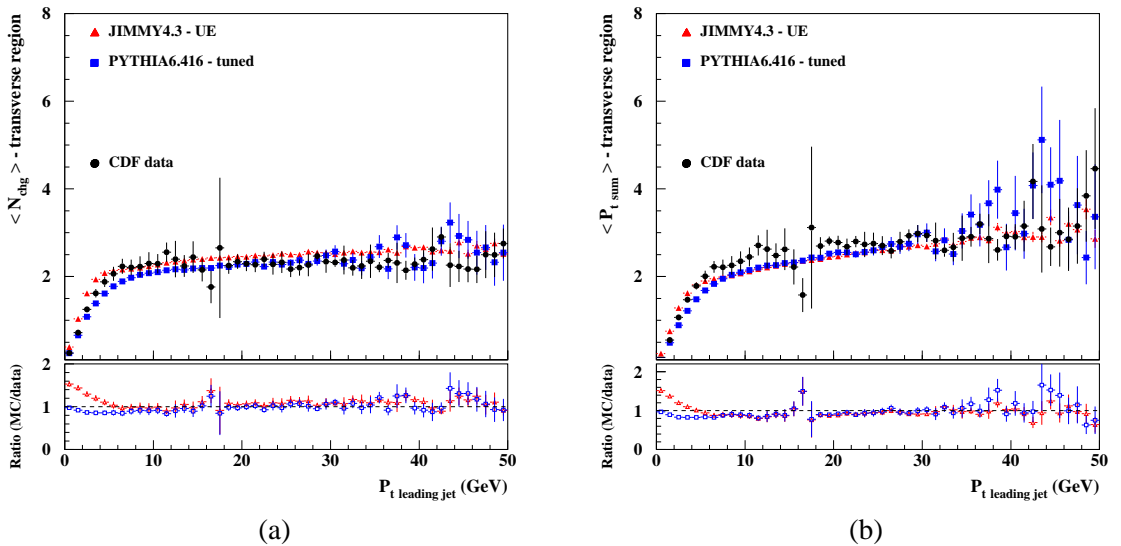 (a)
(b)
< N chg > - transverse region
8
6
4
2
JIMMY4.3 - UE
PYTHIA6.416 - tuned
CDF data
Ratio (MC/data)
2
1
0
0 10 20 30 40 50
P t leading jet (GeV)
< P t sum > - transverse region
8
6
4
2
JIMMY4.3 - UE
PYTHIA6.416 - tuned
CDF data
Ratio (MC/data)
2
1
0
0 10 20 30 40 50
P t leading jet (GeV)